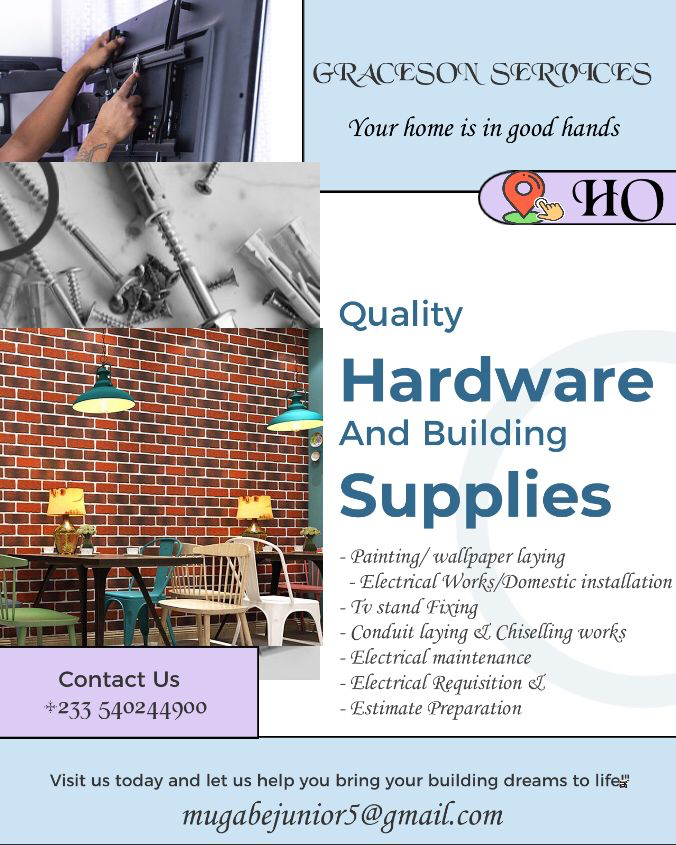 GRACESON SERVICES
Your home is in good hands
HO
Quality
Hardware
And Building
Supplies
- Painting/ wallpaper laying
- Electrical Works/Domestic installation
- Tv stand Fixing
- Conduit laying & Chiselling works
- Electrical maintenance
- Electrical Requisition &
- Estimate Preparation
Contact Us
+233 540244900
Visit us today and let us help you bring your building dreams to life!"
mugabejunior5@gmail.com